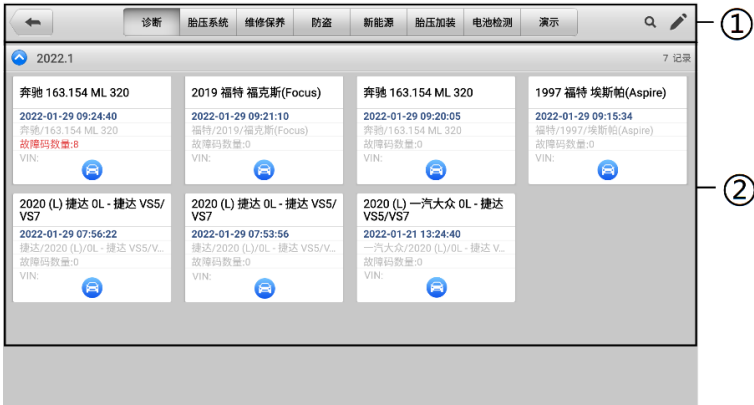 诊断 胎压系统 维修保养 防盗 新能源 胎压加装 电池检测 演示
①
2022.1
7 记录
奔驰 163.154 ML 320
2022-01-29 09:24:40
奔驰/163.154 ML 320
故障码数量:8
VIN:
2019 福特 福克斯(Focus)
2022-01-29 09:21:10
福特/2019/福克斯(Focus)
故障码数量:0
VIN:
奔驰 163.154 ML 320
2022-01-29 09:20:05
奔驰/163.154 ML 320
故障码数量:0
VIN:
1997 福特 埃斯帕(Aspire)
2022-01-29 09:15:34
福特/1997/埃斯帕(Aspire)
故障码数量:0
VIN:
②
2020 (L) 捷达 0L - 捷达 VS5/
VS7
2022-01-29 07:56:22
捷达/2020 (L)/0L - 捷达 VS5/V...
故障码数量:0
VIN:
2020 (L) 捷达 0L - 捷达 VS5/
VS7
2022-01-29 07:53:56
捷达/2020 (L)/0L - 捷达 VS5/V...
故障码数量:0
VIN:
2020 (L) 一汽大众 0L - 捷达
VS5/VS7
2022-01-21 13:24:40
一汽大众/2020 (L)/0L - 捷达 V...
故障码数量:0
VIN: